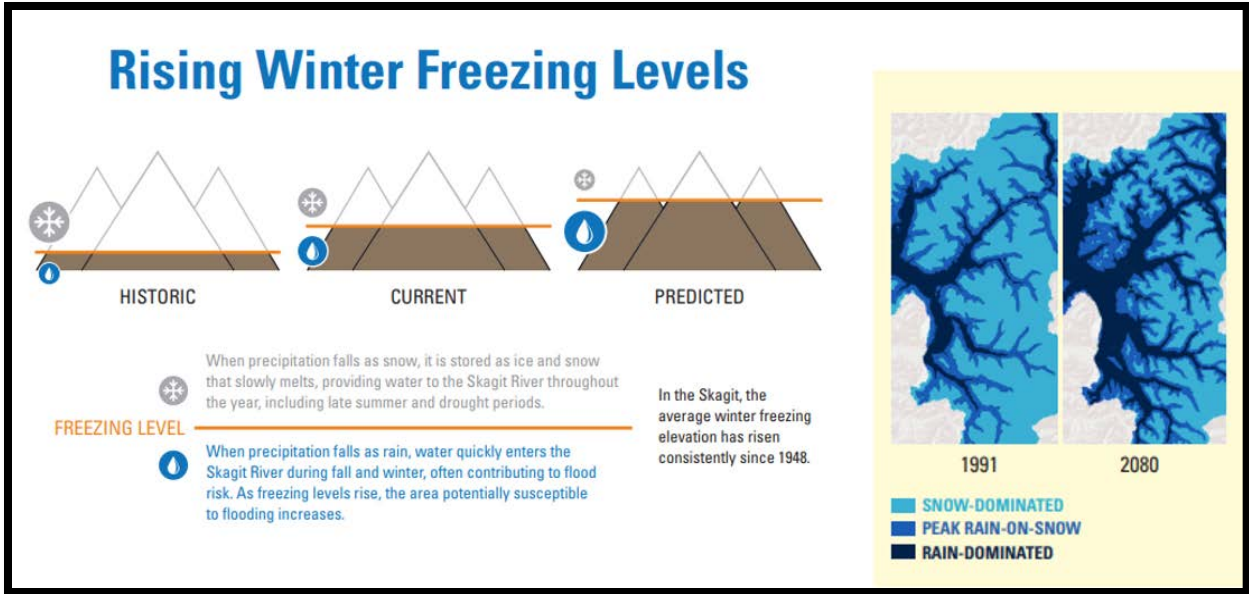 Rising Winter Freezing Levels
HISTORIC
CURRENT
PREDICTED
When precipitation falls as snow, it is stored as ice and snow
that slowly melts, providing water to the Skagit River throughout
the year, including late summer and drought periods.
FREEZING LEVEL
When precipitation falls as rain, water quickly enters the
Skagit River during fall and winter, often contributing to flood
risk. As freezing levels rise, the area potentially susceptible
to flooding increases.
In the Skagit, the
average winter freezing
elevation has risen
consistently since 1948.
1991
2080
SNOW-DOMINATED
PEAK RAIN-ON-SNOW
RAIN-DOMINATED